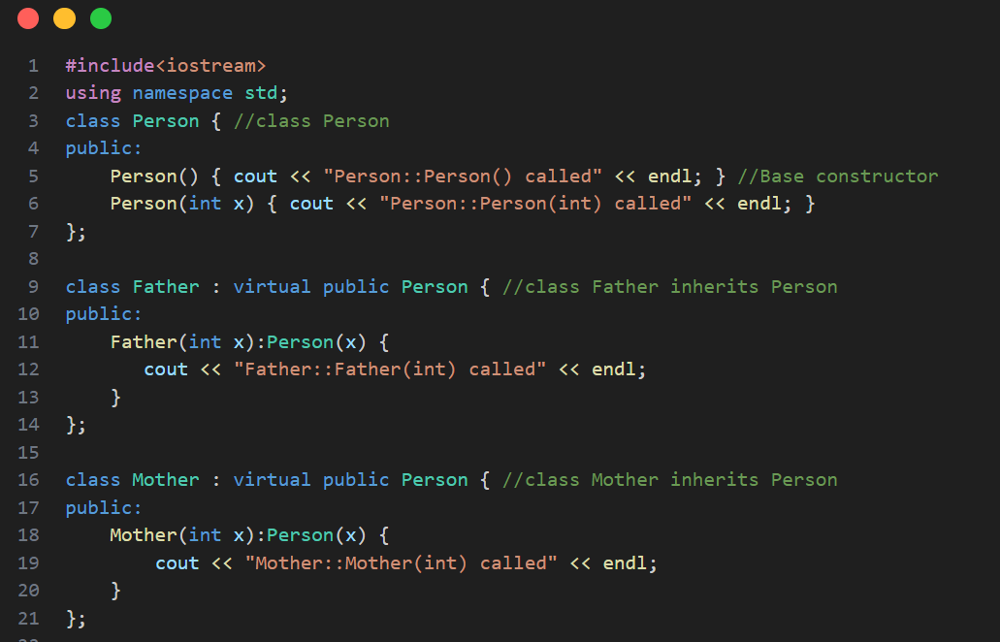 1 #include<iostream>
2 using namespace std;
3 class Person { //class Person
4 public:
5     Person() { cout << "Person::Person() called" << endl; } //Base constructor
6     Person(int x) { cout << "Person::Person(int) called" << endl; }
7 };
8
9 class Father : virtual public Person { //class Father inherits Person
10 public:
11     Father(int x):Person(x) {
12        cout << "Father::Father(int) called" << endl;
13     }
14 };
15
16 class Mother : virtual public Person { //class Mother inherits Person
17 public:
18     Mother(int x):Person(x) {
19         cout << "Mother::Mother(int) called" << endl;
20     }
21 };